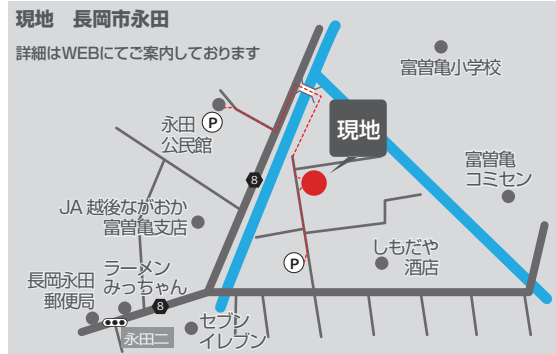 現地 長岡市永田
詳細はWEBにてご案内しております
富曽亀小学校
永田
公民館
P
現地
富曽亀
コミセン
8
JA 越後ながおか
富曽亀支店
P
しもだや
酒店
ラーメン
みっちゃん
長岡永田
郵便局
8
永田二
セブン
イレブン